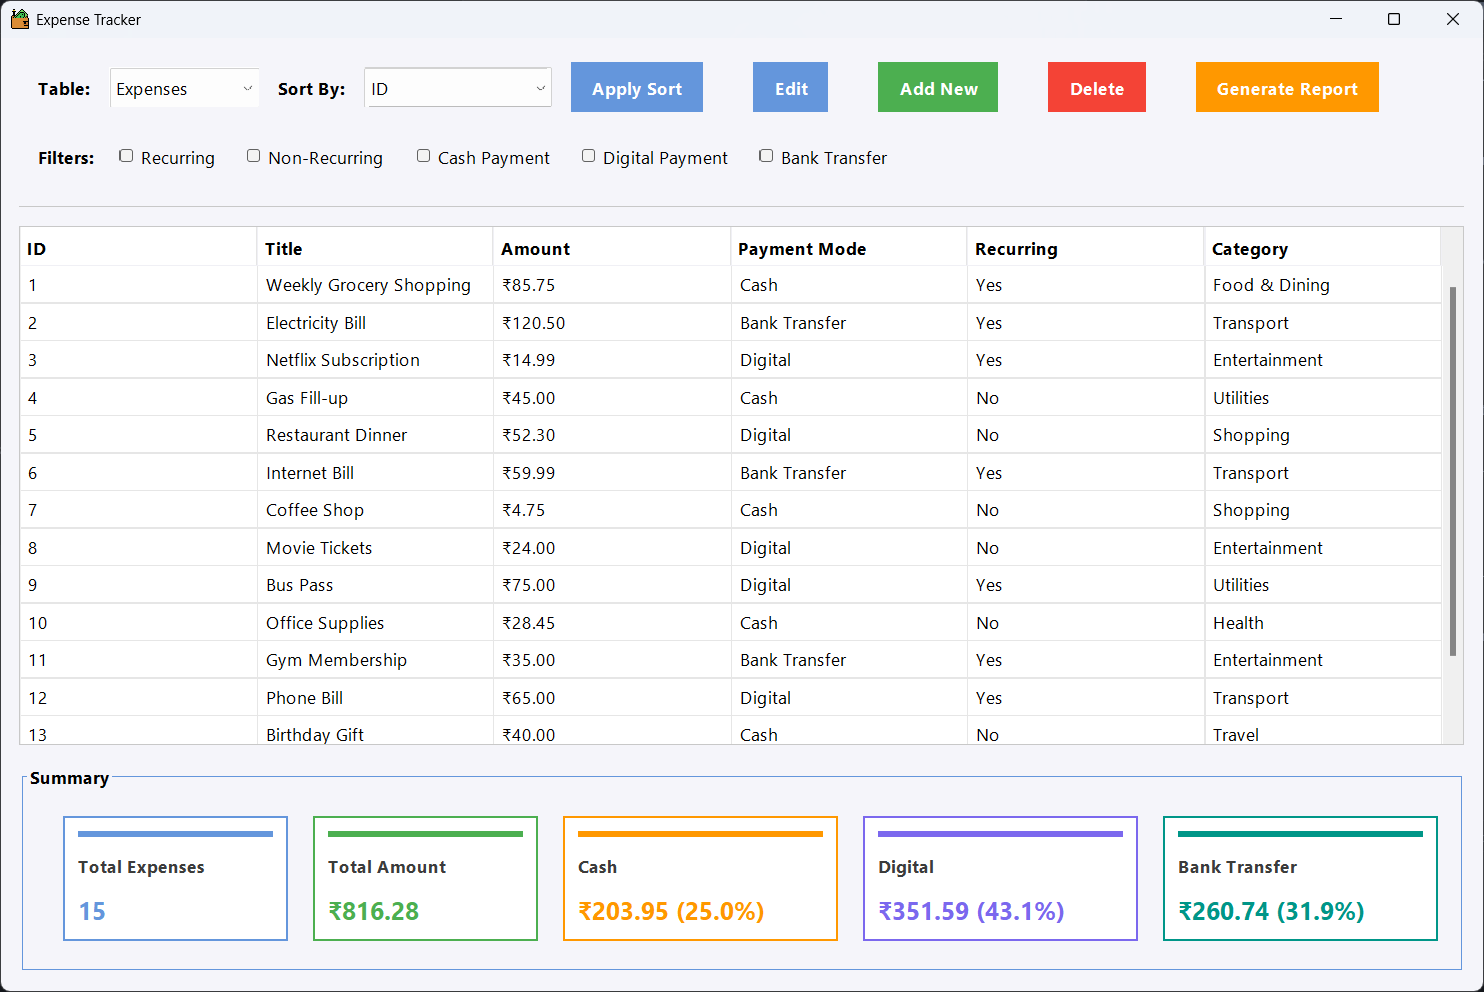 Expense Tracker
Table: Expenses Sort By: ID Apply Sort Edit Add New Delete Generate Report
Filters: Recurring Non-Recurring Cash Payment Digital Payment Bank Transfer
ID Title Amount Payment Mode Recurring Category
1 Weekly Grocery Shopping ₹85.75 Cash Yes Food & Dining
2 Electricity Bill ₹120.50 Bank Transfer Yes Transport
3 Netflix Subscription ₹14.99 Digital Yes Entertainment
4 Gas Fill-up ₹45.00 Cash No Utilities
5 Restaurant Dinner ₹52.30 Digital No Shopping
6 Internet Bill ₹59.99 Bank Transfer Yes Transport
7 Coffee Shop ₹4.75 Cash No Shopping
8 Movie Tickets ₹24.00 Digital No Entertainment
9 Bus Pass ₹75.00 Digital Yes Utilities
10 Office Supplies ₹28.45 Cash No Health
11 Gym Membership ₹35.00 Bank Transfer Yes Entertainment
12 Phone Bill ₹65.00 Digital Yes Transport
13 Birthday Gift ₹40.00 Cash No Travel
Summary
Total Expenses Total Amount Cash Digital Bank Transfer
15 ₹816.28 ₹203.95 (25.0%) ₹351.59 (43.1%) ₹260.74 (31.9%)